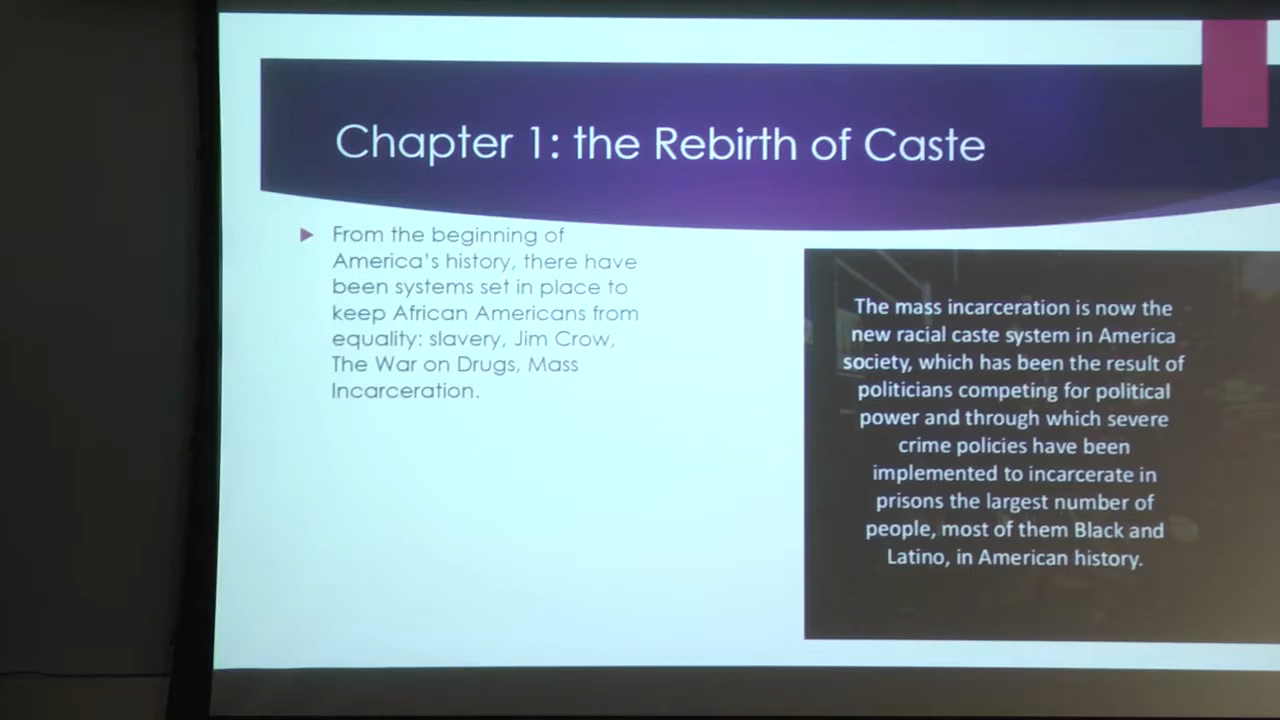 Chapter 1: the Rebirth of Caste
From the beginning of
America's history, there have
been systems set in place to
keep African Americans from
equality: slavery, Jim Crow,
The War on Drugs, Mass
Incarceration.
The mass incarceration is now the
new racial caste system in America
society, which has been the result of
politicians competing for political
power and through which severe
crime policies have been
implemented to incarcerate in
prisons the largest number of
people, most of them Black and
Latino, in American history.